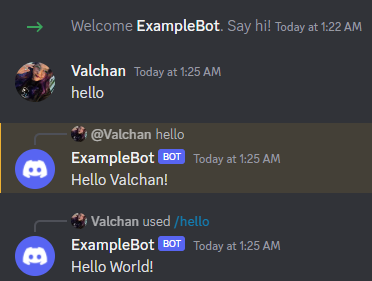 Welcome ExampleBot. Say hi! Today at 1:22 AM
Valchan Today at 1:25 AM
hello
@Valchan hello
ExampleBot BOT Today at 1:25 AM
Hello Valchan!
Valchan used /hello
ExampleBot BOT Today at 1:25 AM
Hello World!